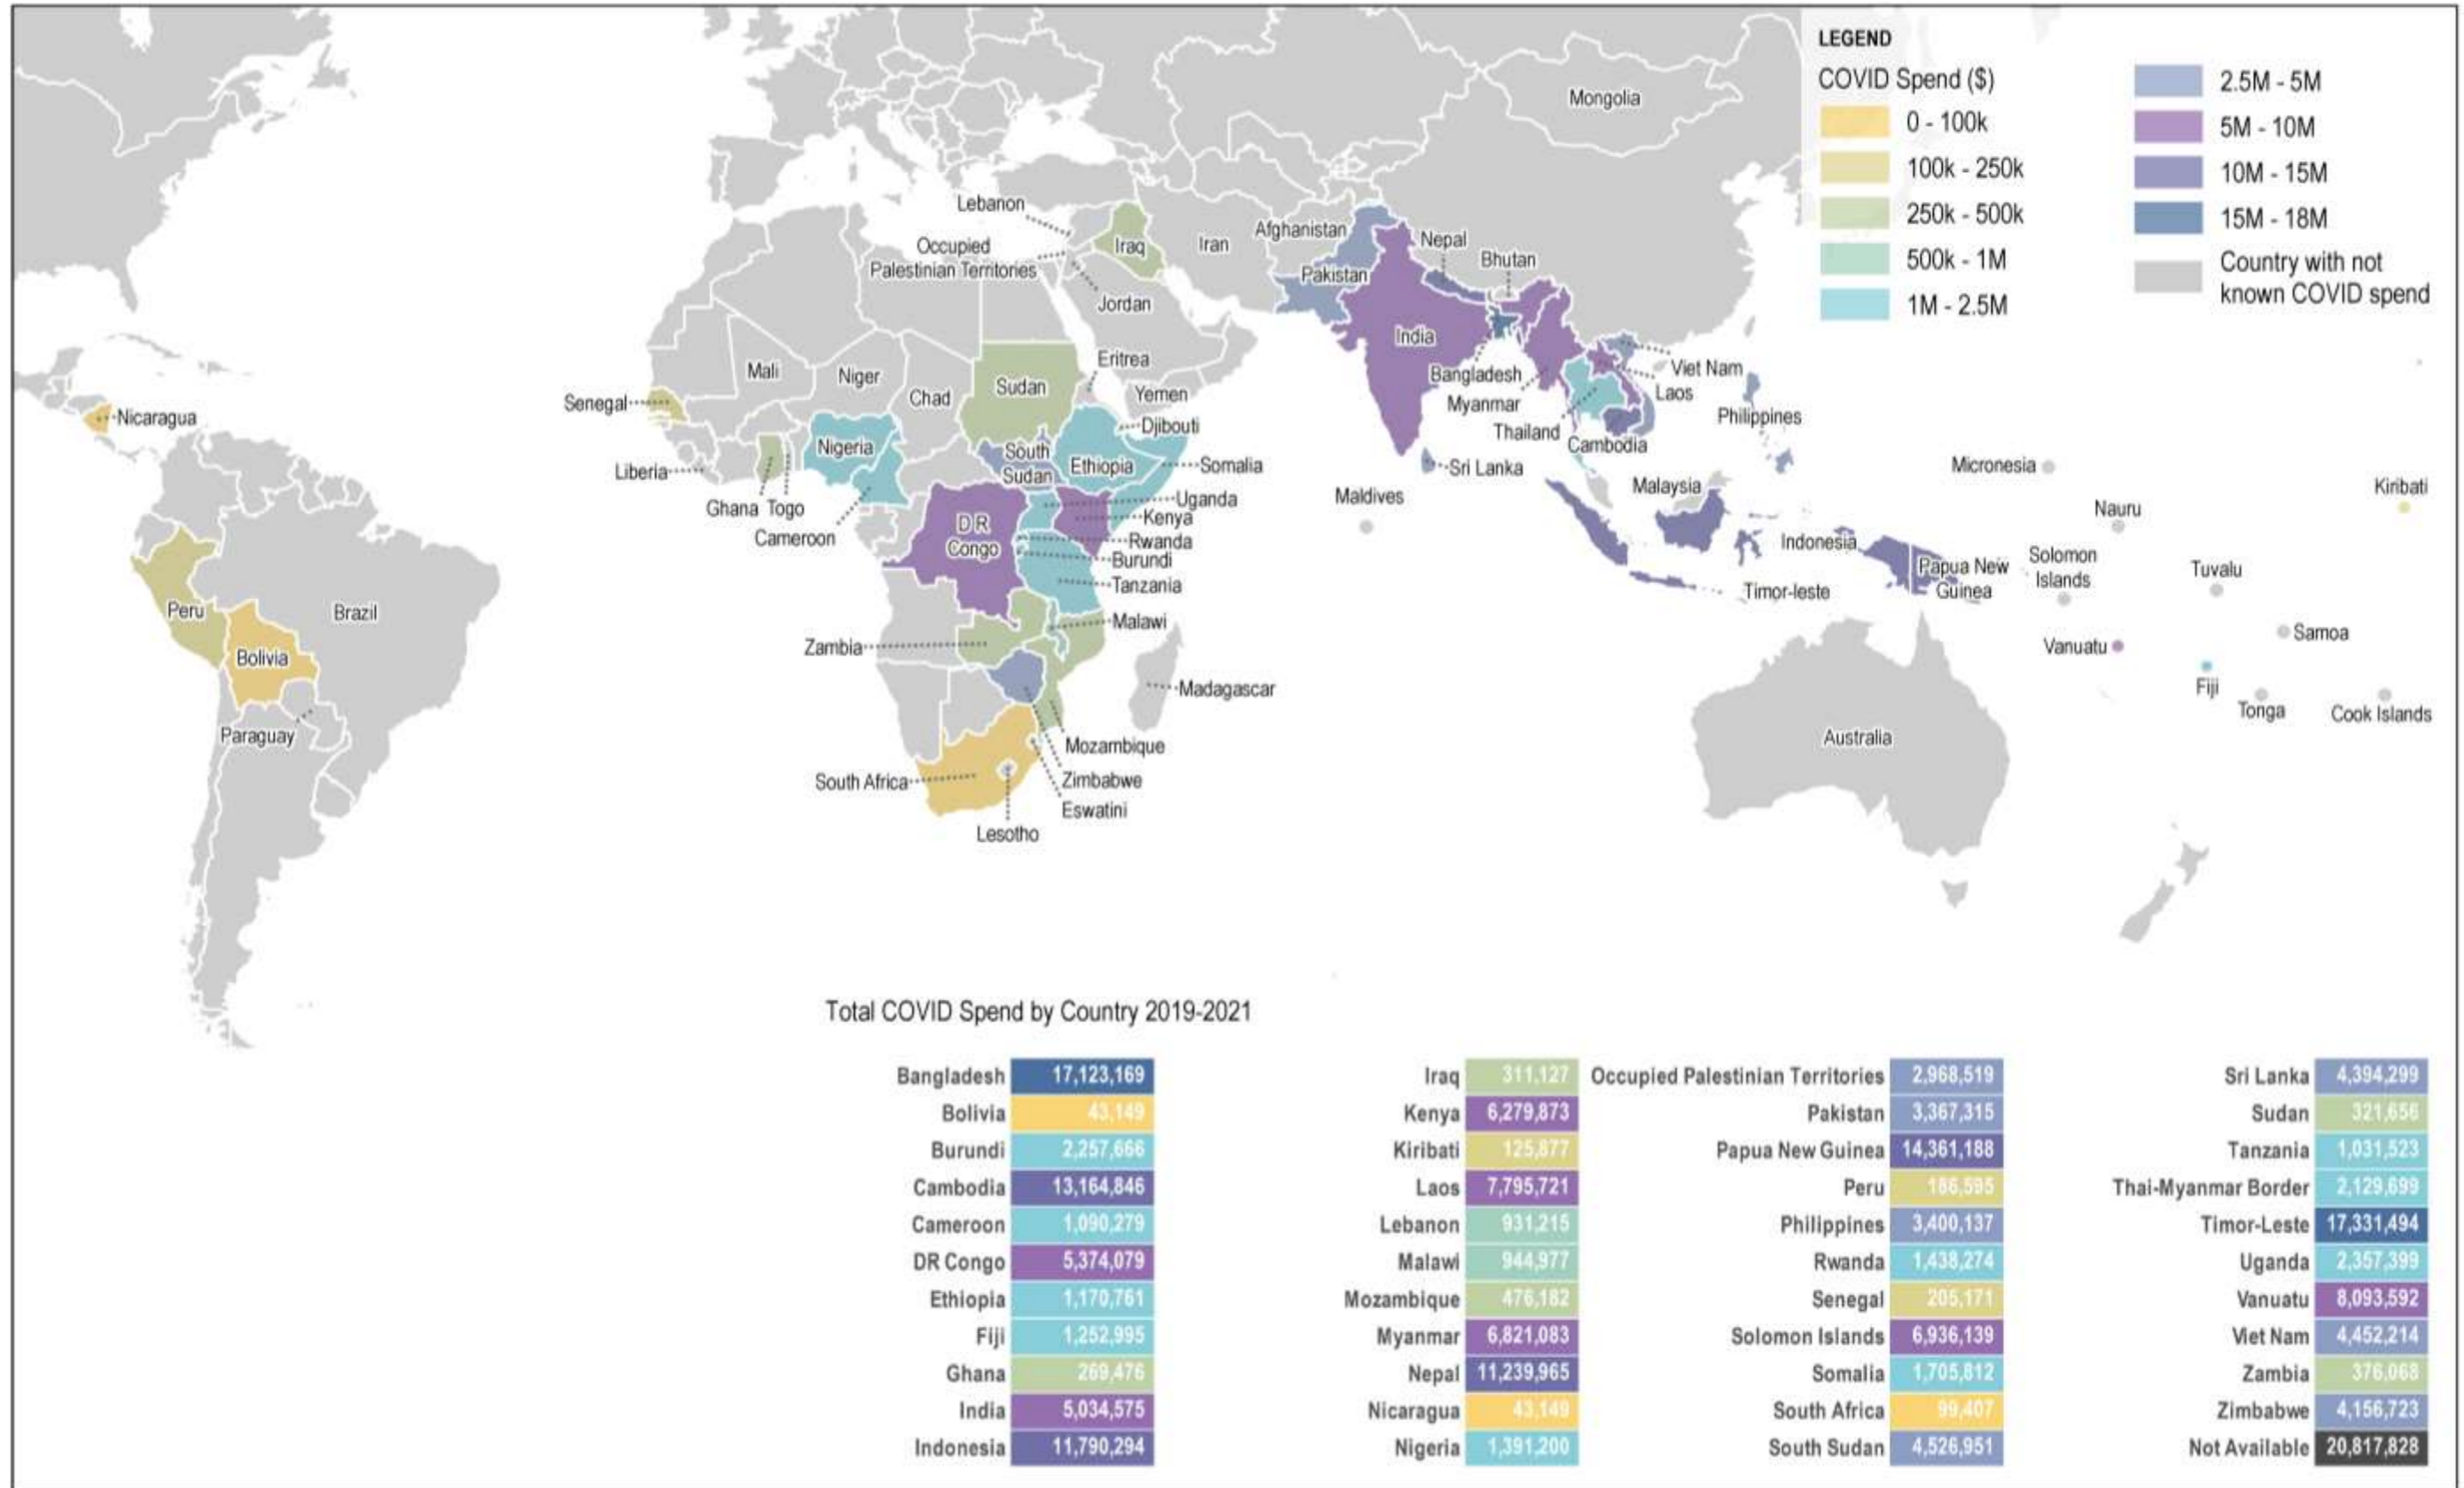 LEGEND
COVID Spend ($)
0 - 100k
100k - 250k
250k - 500k
500k - 1M
1M - 2.5M
2.5M - 5M
5M - 10M
10M - 15M
15M - 18M
Country with not
known COVID spend
Mongolia
Lebanon
Occupied
Palestinian Territories
Iraq
Iran
Jordan
Afghanistan
Pakistan
Nepal
Bhutan
India
Bangladesh
Myanmar
Thailand
Viet Nam
Laos
Cambodia
Philippines
Sri Lanka
Maldives
Malaysia
Indonesia
Timor-leste
Papua New
Guinea
Solomon
Islands
Micronesia
Nauru
Kiribati
Tuvalu
Samoa
Vanuatu
Fiji
Tonga
Cook Islands
Australia
Nicaragua
Peru
Brazil
Bolivia
Paraguay
Senegal
Mali
Niger
Chad
Sudan
Eritrea
Yemen
Djibouti
Liberia
Ghana
Togo
Nigeria
Cameroon
South
Sudan
Ethiopia
Somalia
Uganda
Kenya
Rwanda
Burundi
Tanzania
D R
Congo
Malawi
Zambia
Madagascar
Mozambique
Zimbabwe
Eswatini
South Africa
Lesotho
Total COVID Spend by Country 2019-2021
Bangladesh 17,123,169
Bolivia 43,149
Burundi 2,257,666
Cambodia 13,164,846
Cameroon 1,090,279
DR Congo 5,374,079
Ethiopia 1,170,761
Fiji 1,252,995
Ghana 269,476
India 5,034,575
Indonesia 11,790,294
Iraq 311,127
Kenya 6,279,873
Kiribati 125,877
Laos 7,795,721
Lebanon 931,215
Malawi 944,977
Mozambique 476,182
Myanmar 6,821,083
Nepal 11,239,965
Nicaragua 43,149
Nigeria 1,391,200
Occupied Palestinian Territories 2,968,519
Pakistan 3,367,315
Papua New Guinea 14,361,188
Peru 186,595
Philippines 3,400,137
Rwanda 1,438,274
Senegal 205,171
Solomon Islands 6,936,139
Somalia 1,705,812
South Africa 99,407
South Sudan 4,526,951
Sri Lanka 4,394,299
Sudan 321,656
Tanzania 1,031,523
Thai-Myanmar Border 2,129,699
Timor-Leste 17,331,494
Uganda 2,357,399
Vanuatu 8,093,592
Viet Nam 4,452,214
Zambia 376,068
Zimbabwe 4,156,723
Not Available 20,817,828